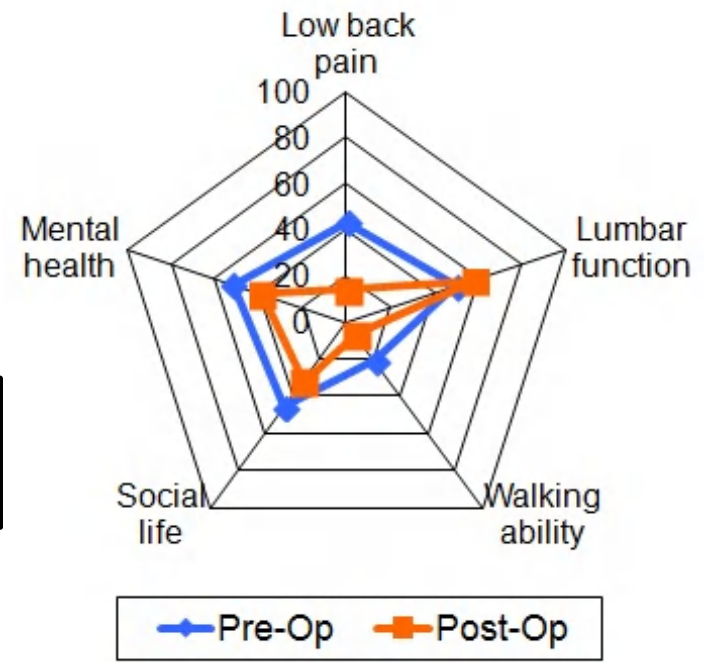 Low back
pain
100
80
60
40
20
0
Mental
health
Lumbar
function
Social
life
Walking
ability
Pre-Op
Post-Op